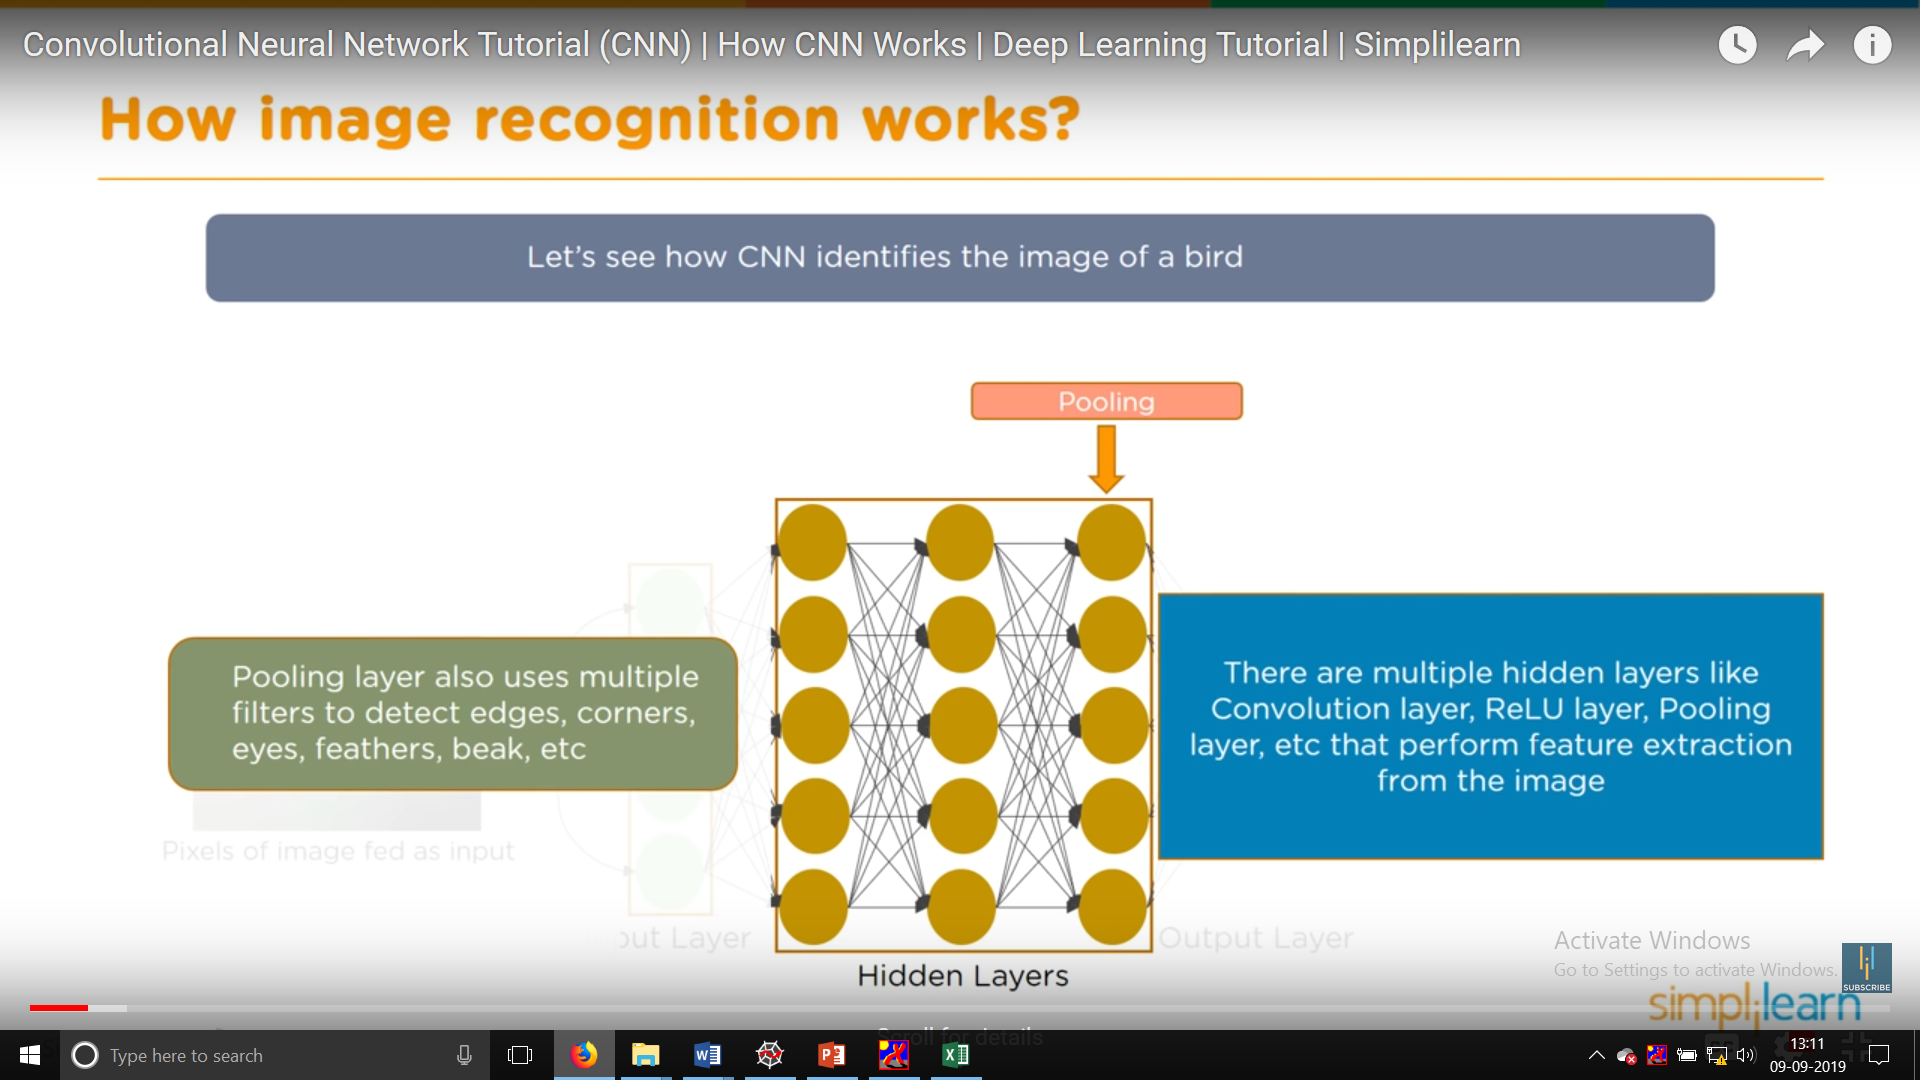 Convolutional Neural Network Tutorial (CNN) | How CNN Works | Deep Learning Tutorial | Simplilearn
How image recognition works?
Let's see how CNN identifies the image of a bird
Pooling
Pooling layer also uses multiple
filters to detect edges, corners,
eyes, feathers, beak, etc
There are multiple hidden layers like
Convolution layer, ReLU layer, Pooling
layer, etc that perform feature extraction
from the image
Pixels of image fed as input
Layer
Output Layer
Hidden Layers
Activate Windows
Go to Settings to activate Windows.
SUBSCRIBE
simplilearn
Scroll for details
Type here to search
13:11
09-09-2019